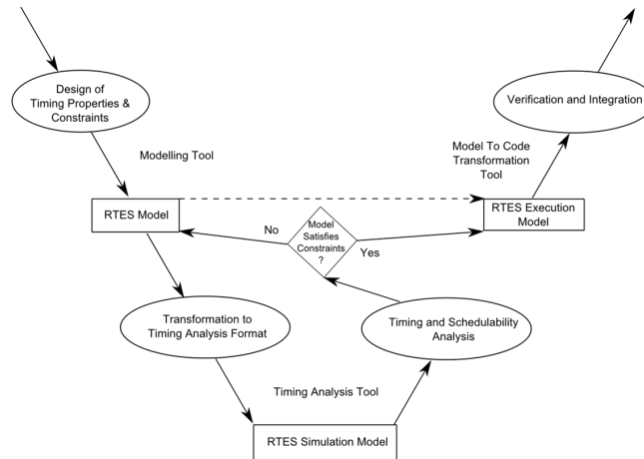 Design of
Timing Properties &
Constraints
Verification and Integration
Modelling Tool
Model To Code
Transformation
Tool
RTES Model
RTES Execution
Model
No
Model
Satisfies
Constraints
?
Yes
Transformation to
Timing Analysis Format
Timing and Schedulability
Analysis
Timing Analysis Tool
RTES Simulation Model